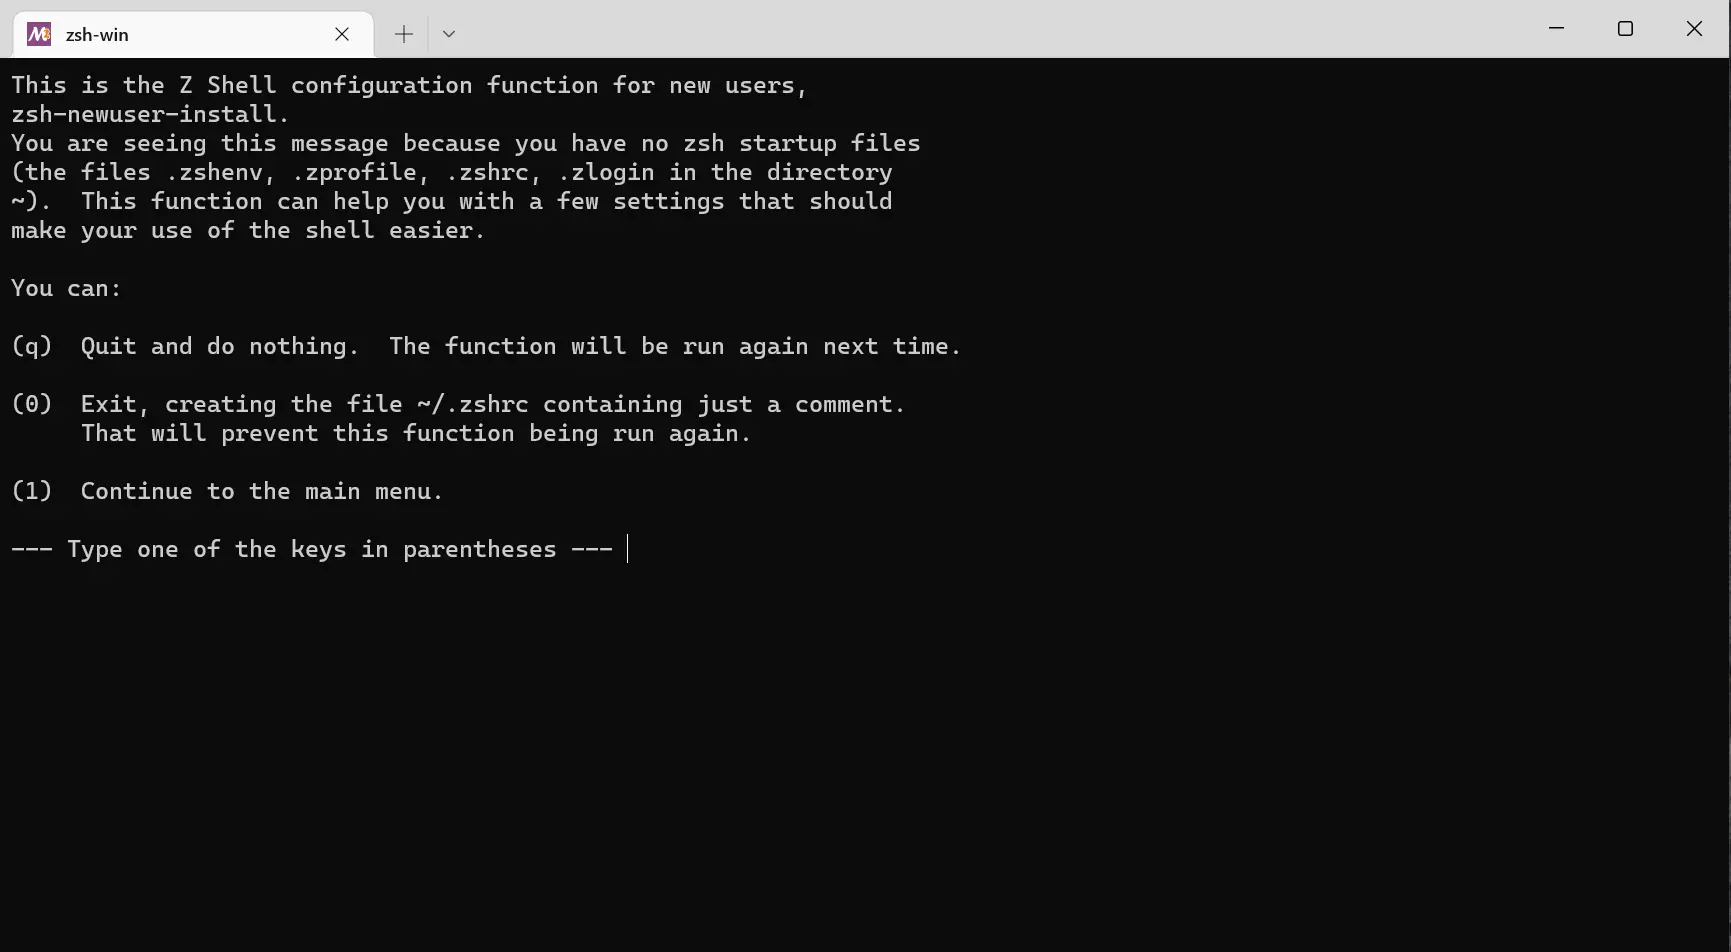 zsh-win
This is the Z Shell configuration function for new users,
zsh-newuser-install.
You are seeing this message because you have no zsh startup files
(the files .zshenv, .zprofile, .zshrc, .zlogin in the directory
~).  This function can help you with a few settings that should
make your use of the shell easier.
You can:
(q)  Quit and do nothing.  The function will be run again next time.
(0)  Exit, creating the file ~/.zshrc containing just a comment.
     That will prevent this function being run again.
(1)  Continue to the main menu.
--- Type one of the keys in parentheses ---